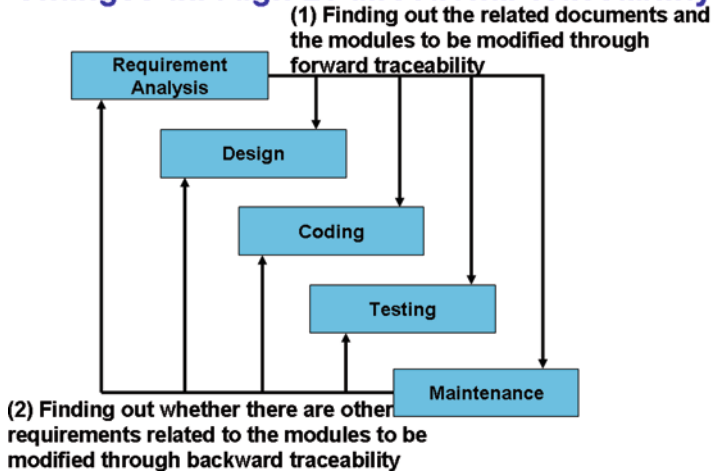 (1) Finding out the related documents and
the modules to be modified through
forward traceability
Requirement
Analysis
Design
Coding
Testing
Maintenance
(2) Finding out whether there are other
requirements related to the modules to be
modified through backward traceability